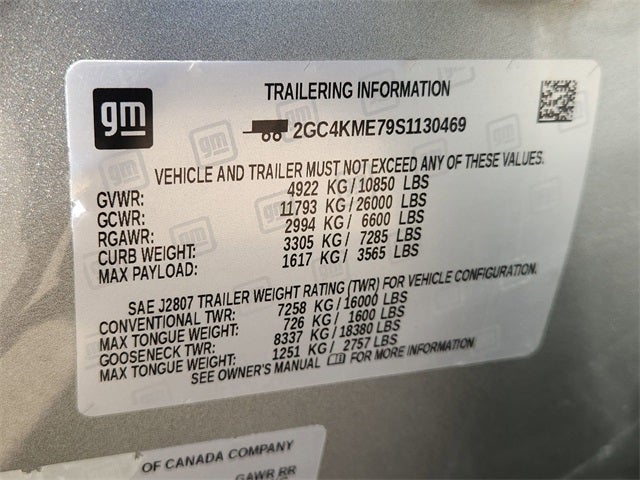 gm
TRAILERING INFORMATION
2GC4KME79S1130469
VEHICLE AND TRAILER MUST NOT EXCEED ANY OF THESE VALUES.
GVWR: 4922 KG/10850 LBS
GCWR: 11793 KG/26000 LBS
RGAWR: 2994 KG/ 6600 LBS
CURB WEIGHT: 3305 KG/ 7285 LBS
MAX PAYLOAD: 1617 KG/ 3565 LBS
SAE J2807 TRAILER WEIGHT RATING (TWR) FOR VEHICLE CONFIGURATION.
CONVENTIONAL TWR: 7258 KG/16000 LBS
MAX TONGUE WEIGHT: 726 KG/ 1600 LBS
GOOSENECK TWR: 8337 KG/18380 LBS
MAX TONGUE WEIGHT: 1251 KG/ 2757 LBS
SEE OWNER'S MANUAL FOR MORE INFORMATION
OF CANADA COMPANY
GAWR RR